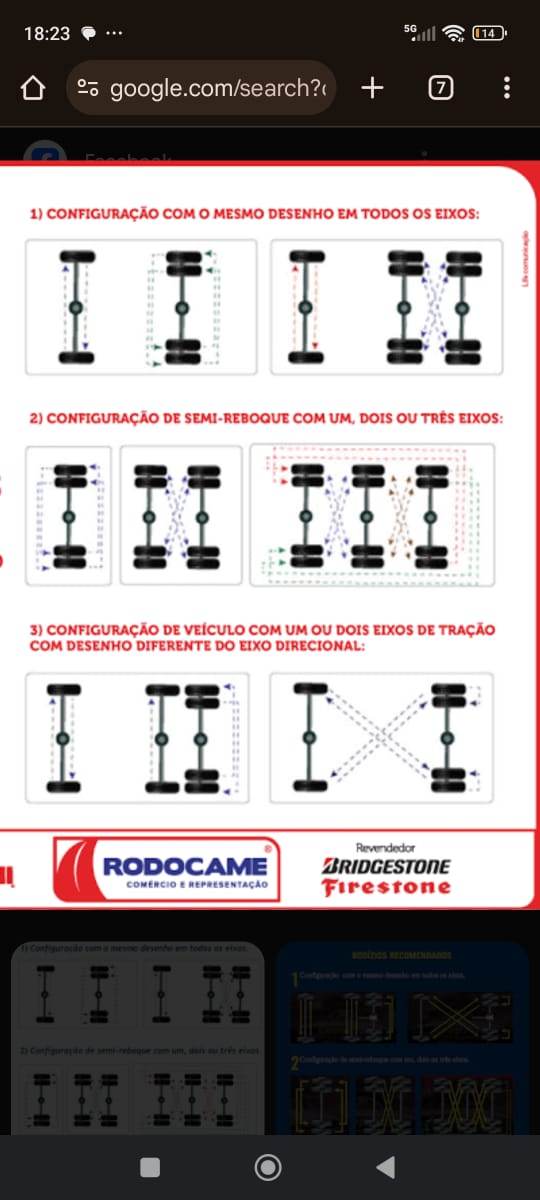 18:23
5G
14
google.com/search?
7
Facebook
1) CONFIGURAÇÃO COM O MESMO DESENHO EM TODOS OS EIXOS:
Life comunicação
2) CONFIGURAÇÃO DE SEMI-REBOQUE COM UM, DOIS OU TRÊS EIXOS:
3) CONFIGURAÇÃO DE VEÍCULO COM UM OU DOIS EIXOS DE TRAÇÃO
COM DESENHO DIFERENTE DO EIXO DIRECIONAL:
RODOCAME ®
COMÉRCIO E REPRESENTAÇÃO
Revendedor
BRIDGESTONE
Firestone
1) Configuração com o mesmo desenho em todos os eixos.
2) Configuração de semi-reboque com um, dois ou três eixos
RODÍZIOS RECOMENDADOS
1 Configuração com o mesmo desenho em todos os eixos.
2 Configuração de semi-reboque com um, dois ou três eixos.